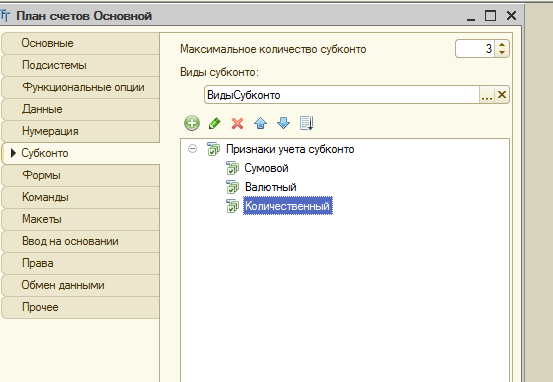 План счетов Основной
Основные
Подсистемы
Функциональные опции
Данные
Нумерация
Субконто
Формы
Команды
Макеты
Ввод на основании
Права
Обмен данными
Прочее
Максимальное количество субконто
3
Виды субконто:
ВидыСубконто
...
Признаки учета субконто
Сумовой
Валютный
Количественный